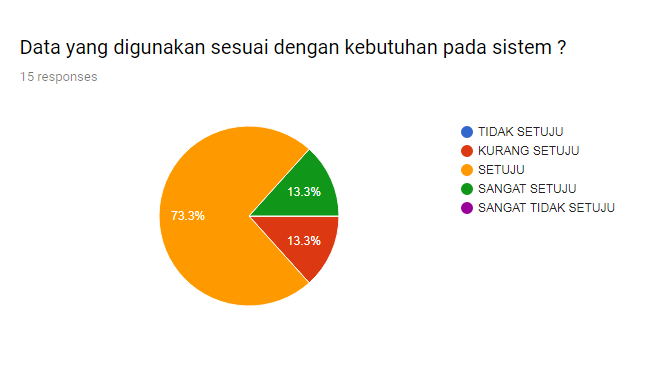 Data yang digunakan sesuai dengan kebutuhan pada sistem ?
15 responses
TIDAK SETUJU
KURANG SETUJU
SETUJU
SANGAT SETUJU
SANGAT TIDAK SETUJU
73.3%
13.3%
13.3%